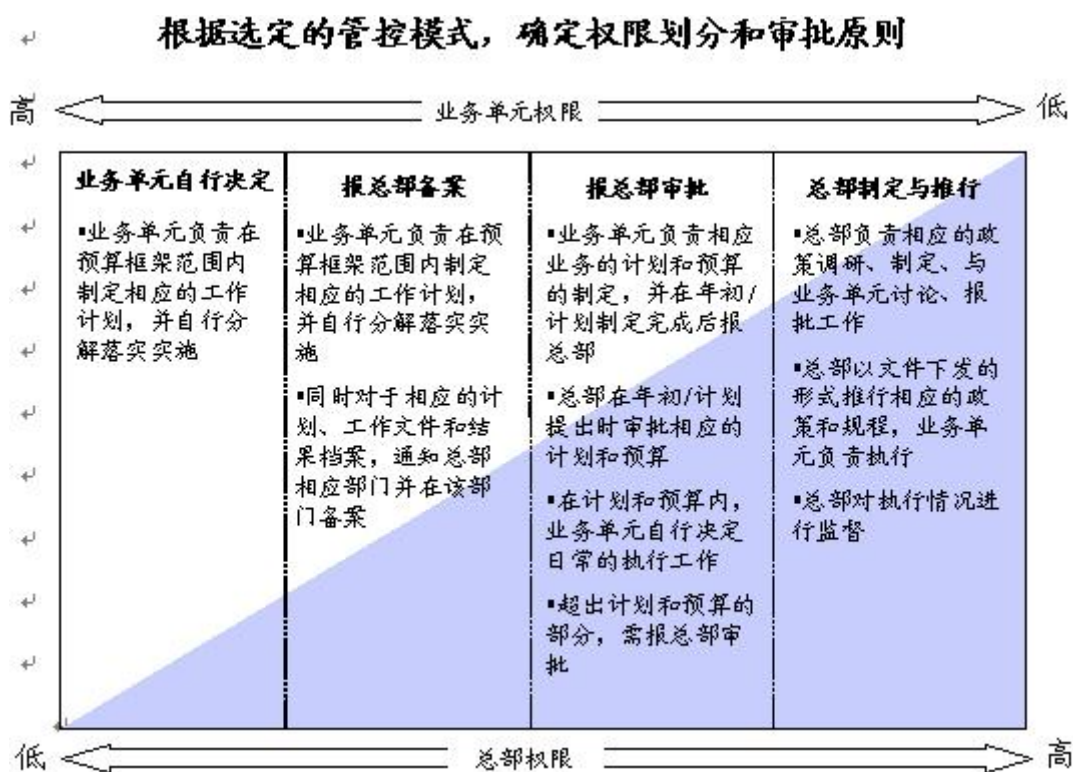 根据选定的管控模式，确定权限划分和审批原则
高
业务单元权限
低
业务单元自行决定
▪业务单元负责在
预算框架范围内
制定相应的工作
计划，并自行分
解落实实施
报总部备案
▪业务单元负责在预
算框架范围内制定
相应的工作计划，
并自行分解落实实
施
▪同时对于相应的计
划、工作文件和结
果档案，通知总部
相应部门并在该部
门备案
报总部审批
▪业务单元负责相应
业务的计划和预算
的制定，并在年初/
计划制定完成后报
总部
▪总部在年初/计划
提出时审批相应的
计划和预算
▪在计划和预算内，
业务单元自行决定
日常的执行工作
▪超出计划和预算的
部分，需报总部审
批
总部制定与推行
▪总部负责相应的政
策调研、制定、与
业务单元讨论、报
批工作
▪总部以文件下发的
形式推行相应的政
策和规程，业务单
元负责执行
▪总部对执行情况进
行监督
低
总部权限
高